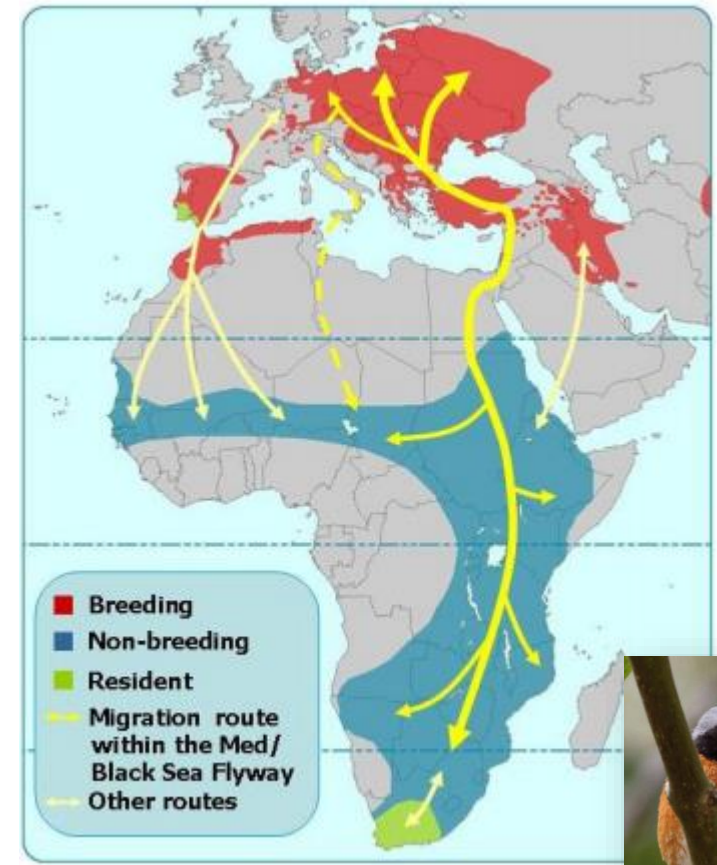 Breeding
Non-breeding
Resident
Migration route
within the Med/
Black Sea Flyway
Other routes